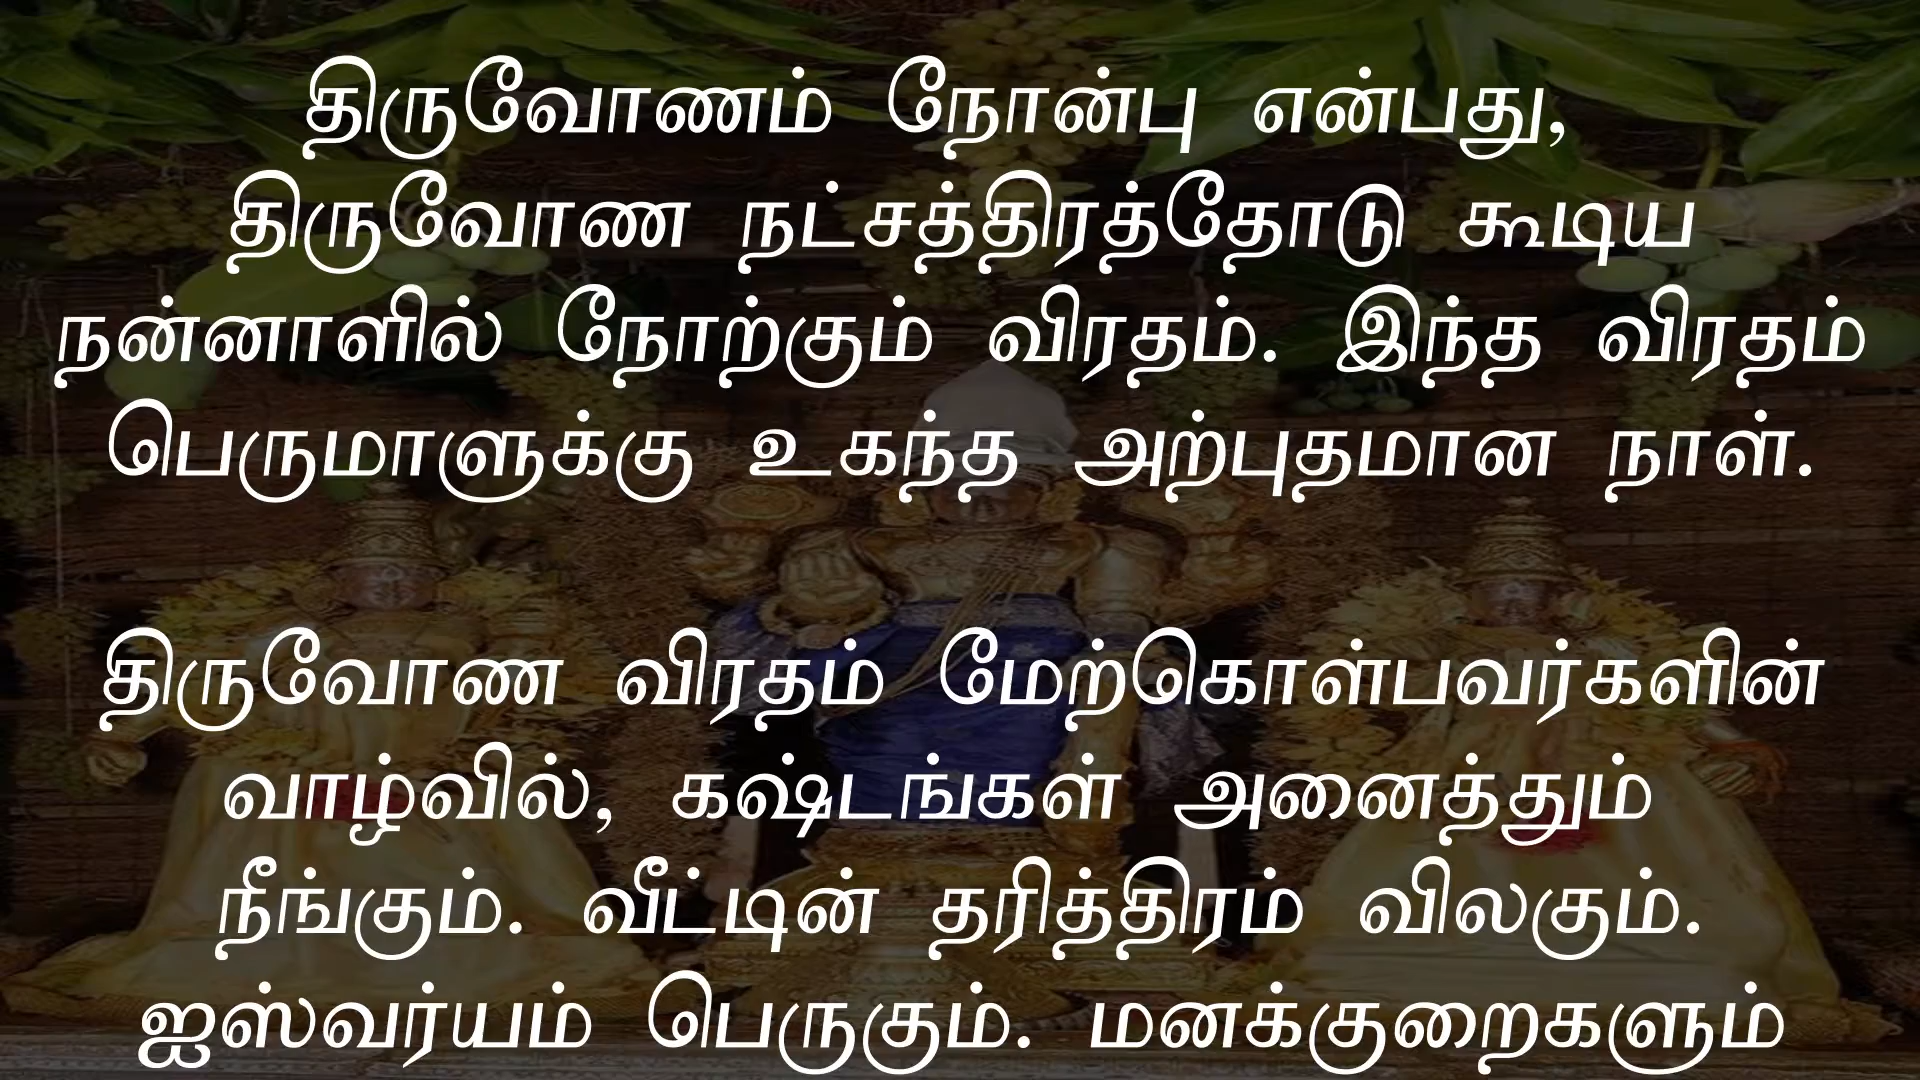 திருவோணம் நோன்பு என்பது,
திருவோண நட்சத்திரத்தோடு கூடிய
நன்னாளில் நோற்கும் விரதம். இந்த விரதம்
பெருமாளுக்கு உகந்த அற்புதமான நாள்.
திருவோண விரதம் மேற்கொள்பவர்களின்
வாழ்வில், கஷ்டங்கள் அனைத்தும்
நீங்கும். வீட்டின் தரித்திரம் விலகும்.
ஐஸ்வர்யம் பெருகும். மனக்குறைகளும்